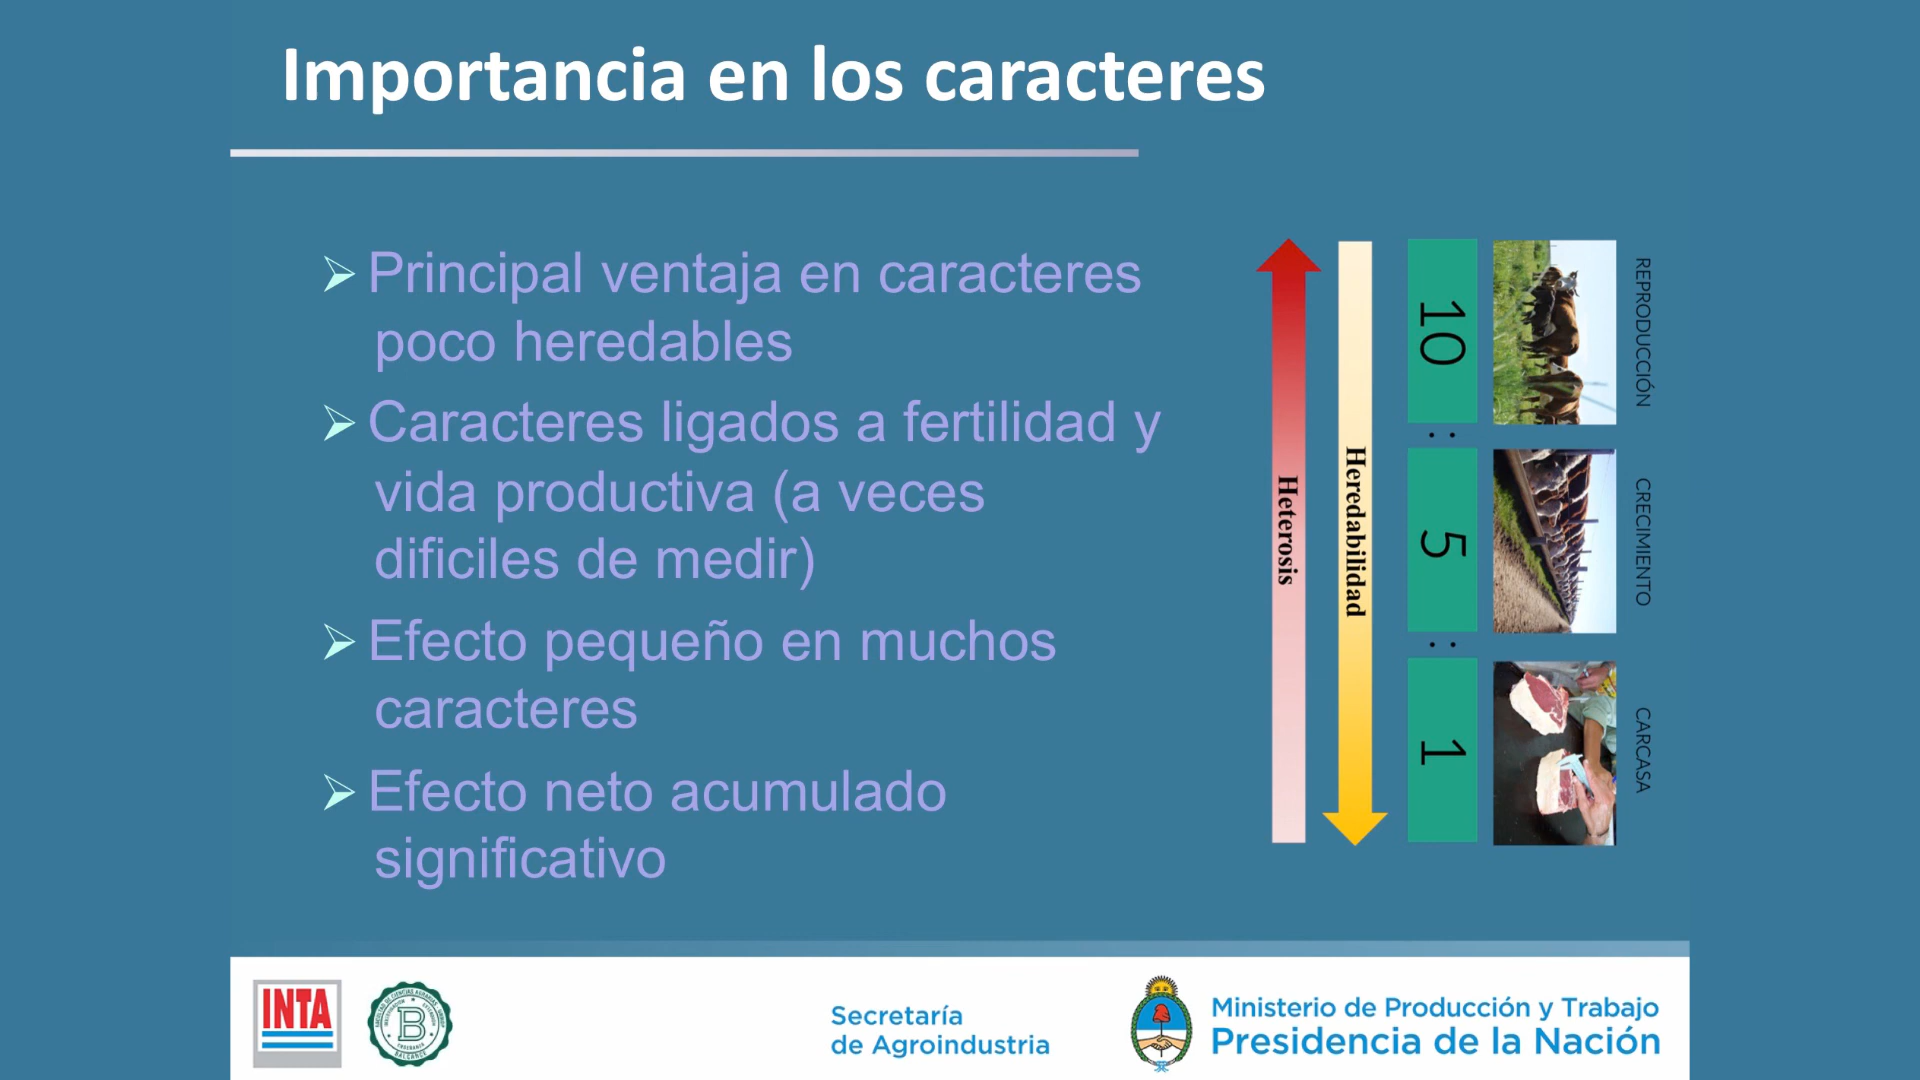 Importancia en los caracteres
Principal ventaja en caracteres
poco heredables
Caracteres ligados a fertilidad y
vida productiva (a veces
dificiles de medir)
Efecto pequeño en muchos
caracteres
Efecto neto acumulado
significativo
Heterosis
Heredabilidad
10 : 5 : 1
REPRODUCCIÓN
CRECIMIENTO
CARCASA
INTA
B
BALCARCE
Secretaría
de Agroindustria
Ministerio de Producción y Trabajo
Presidencia de la Nación